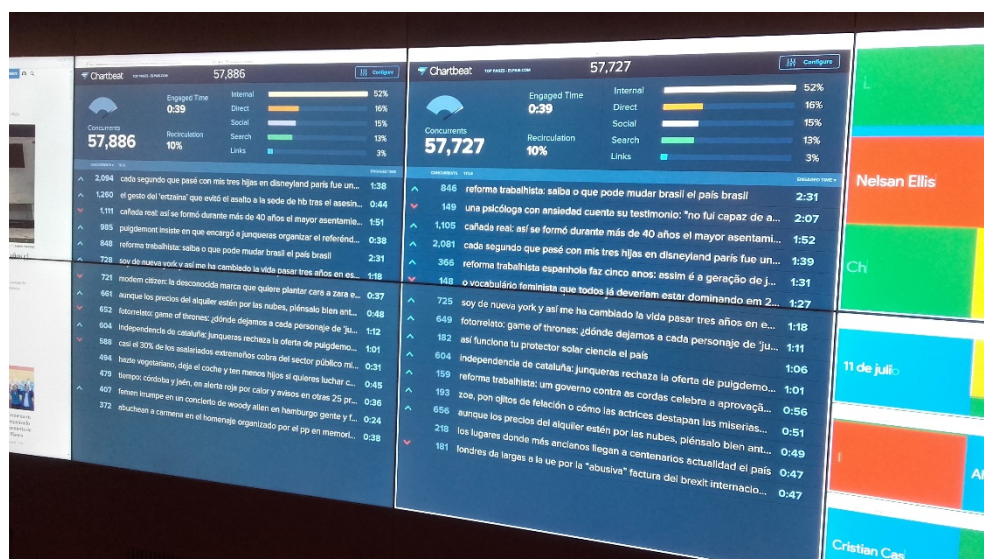 Chartbeat TOP PAGES: ELPAIS.COM 57,886 Configure
Engaged Time
0:39
Internal 52%
Direct 16%
Social 15%
Search 13%
Links 3%
Concurrents
57,886
Recirculation
10%
CONCURRENTS TITLE ENGAGED TIME
2,094 cada segundo que pasé con mis tres hijas en disneyland parís fue un... 1:38
1,260 el gesto del 'ertzaina' que evitó el asalto a la sede de hb tras el asesin... 0:44
1,111 cañada real: así se formó durante más de 40 años el mayor asentamie... 1:51
985 puigdemont insiste en que encargó a junqueras organizar el referénd... 0:38
848 reforma trabalhista: saiba o que pode mudar brasil el país brasil 2:31
728 soy de nueva york y así me ha cambiado la vida pasar tres años en es... 1:18
721 modern citizen: la desconocida marca que quiere plantar cara a zara e... 0:37
661 aunque los precios del alquiler estén por las nubes, piénsalo bien ant... 0:48
652 fotorrelato: game of thrones: ¿dónde dejamos a cada personaje de 'ju... 1:12
604 independencia de cataluña: junqueras rechaza la oferta de puigdemo... 1:01
588 casi el 30% de los asalariados extremeños cobra del sector público mi... 0:31
494 hazte vegetariano, deja el coche y ten menos hijos si quieres luchar c... 0:45
479 tiempo: córdoba y jaén, en alerta roja por calor y avisos en otras 25 pr... 0:36
407 femen irrumpe en un concierto de woody allen en hamburgo gente y f... 0:24
372 abuchean a carmena en el homenaje organizado por el pp en memori... 0:38
Chartbeat TOP PAGES: ELPAIS.COM 57,727 Configure
Engaged Time
0:39
Internal 52%
Direct 16%
Social 15%
Search 13%
Links 3%
Concurrents
57,727
Recirculation
10%
CONCURRENTS TITLE ENGAGED TIME
846 reforma trabalhista: saiba o que pode mudar brasil el país brasil 2:31
149 una psicóloga con ansiedad cuenta su testimonio: "no fui capaz de a... 2:07
1,105 cañada real: así se formó durante más de 40 años el mayor asentami... 1:52
2,081 cada segundo que pasé con mis tres hijas en disneyland parís fue un... 1:39
366 reforma trabalhista espanhola faz cinco anos: assim é a geração de j... 1:31
148 o vocabulário feminista que todos já deveriam estar dominando em 2... 1:27
725 soy de nueva york y así me ha cambiado la vida pasar tres años en e... 1:18
649 fotorrelato: game of thrones: ¿dónde dejamos a cada personaje de 'ju... 1:11
182 así funciona tu protector solar ciencia el país 1:06
604 independencia de cataluña: junqueras rechaza la oferta de puigdemo... 1:01
159 reforma trabalhista: um governo contra as cordas celebra a aprovaçã... 0:56
193 zoe, pon ojitos de felación o cómo las actrices destapan las miserias... 0:51
656 aunque los precios del alquiler estén por las nubes, piénsalo bien ant... 0:49
218 los lugares donde más ancianos llegan a centenarios actualidad el país 0:47
181 londres da largas a la ue por la "abusiva" factura del brexit internacio... 0:47
Nelsan Ellis
Ch
11 de julio
Cristian Cas